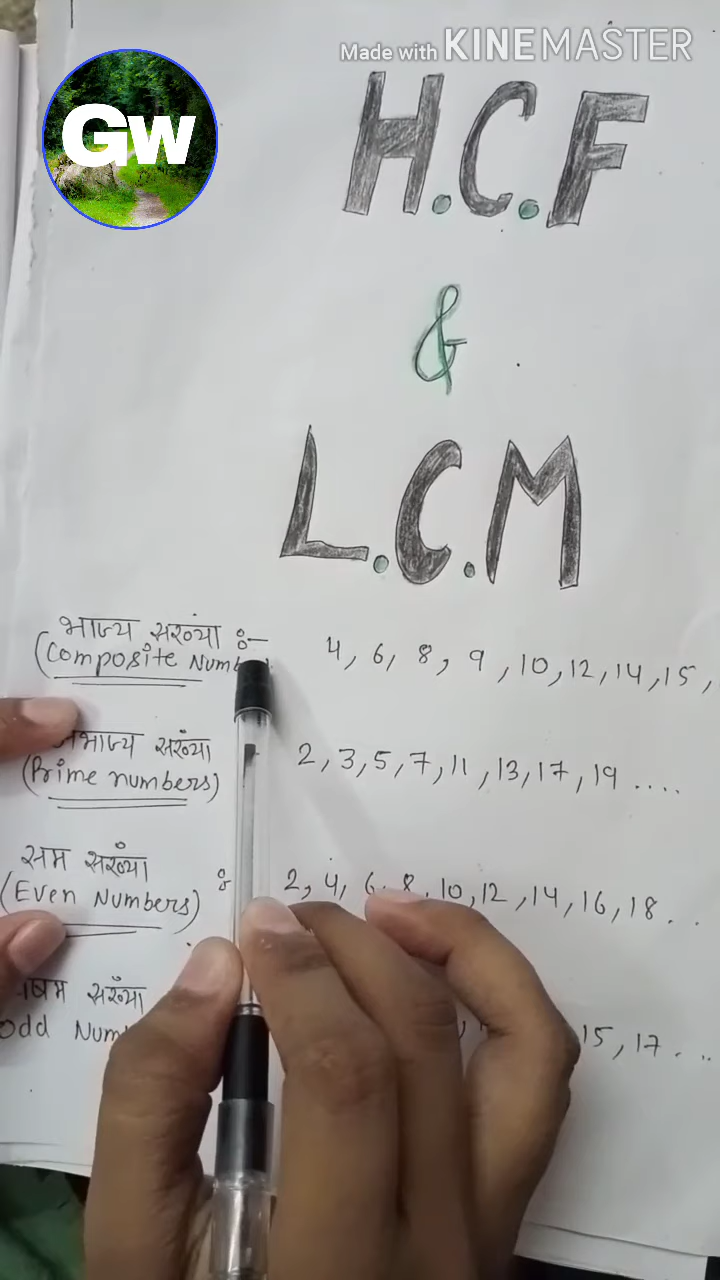 Made with KINEMASTER
GW
H.C.F
&
L.C.M
भाज्य संख्या :- 4, 6, 8, 9, 10, 12, 14, 15,
(Composite
संख्या 2, 3, 5, 7, 11, 13, 17, 19 ....
(Prime numbers)
सम संख्या
(Even Numbers) : 2, 4, 6, 8, 10, 12, 14, 16, 18 ..
संख्या
odd 15, 17 ...